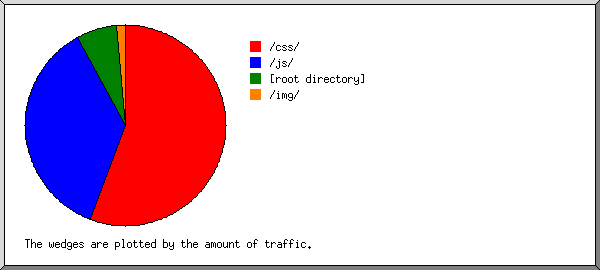 /css/
/js/
[root directory]
/img/
The wedges are plotted by the amount of traffic.